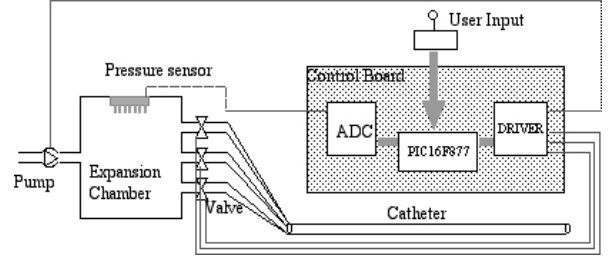 User Input
Pressure sensor
Control Board
ADC
DRIVER
PIC16F877
Pump
Expansion
Chamber
Valve
Catheter